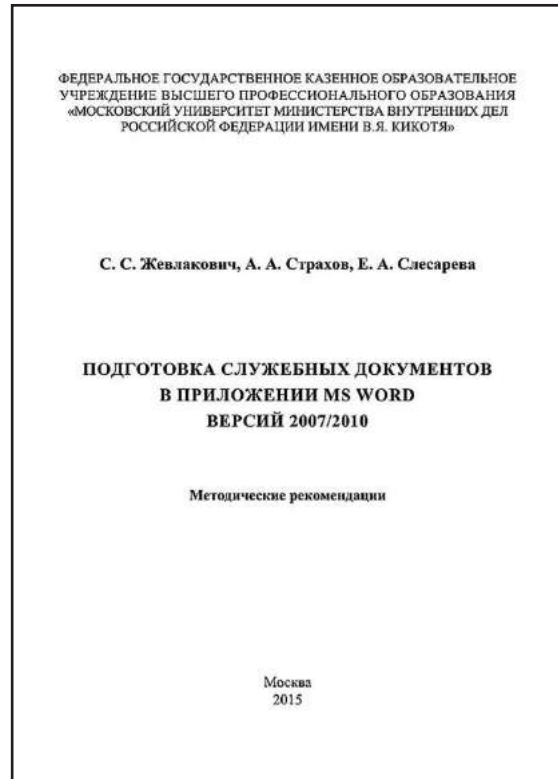 ФЕДЕРАЛЬНОЕ ГОСУДАРСТВЕННОЕ КАЗЕННОЕ ОБРАЗОВАТЕЛЬНОЕ
УЧРЕЖДЕНИЕ ВЫСШЕГО ПРОФЕССИОНАЛЬНОГО ОБРАЗОВАНИЯ
«МОСКОВСКИЙ УНИВЕРСИТЕТ МИНИСТЕРСТВА ВНУТРЕННИХ ДЕЛ
РОССИЙСКОЙ ФЕДЕРАЦИИ ИМЕНИ В.Я. КИКОТЯ»
С. С. Жевлакович, А. А. Страхов, Е. А. Слесарева
ПОДГОТОВКА СЛУЖЕБНЫХ ДОКУМЕНТОВ
В ПРИЛОЖЕНИИ MS WORD
ВЕРСИЙ 2007/2010
Методические рекомендации
Москва
2015